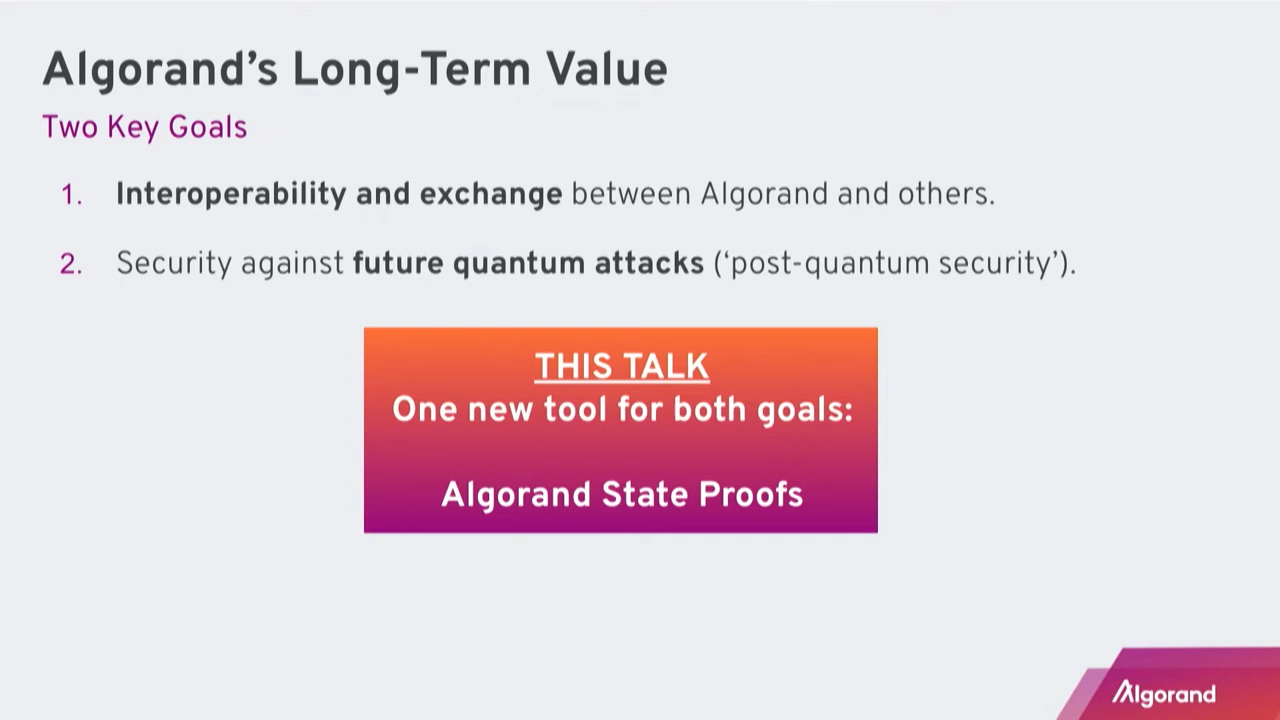 Algorand’s Long-Term Value
Two Key Goals
1. Interoperability and exchange between Algorand and others.
2. Security against future quantum attacks (‘post-quantum security’).
THIS TALK
One new tool for both goals:
Algorand State Proofs
Algorand